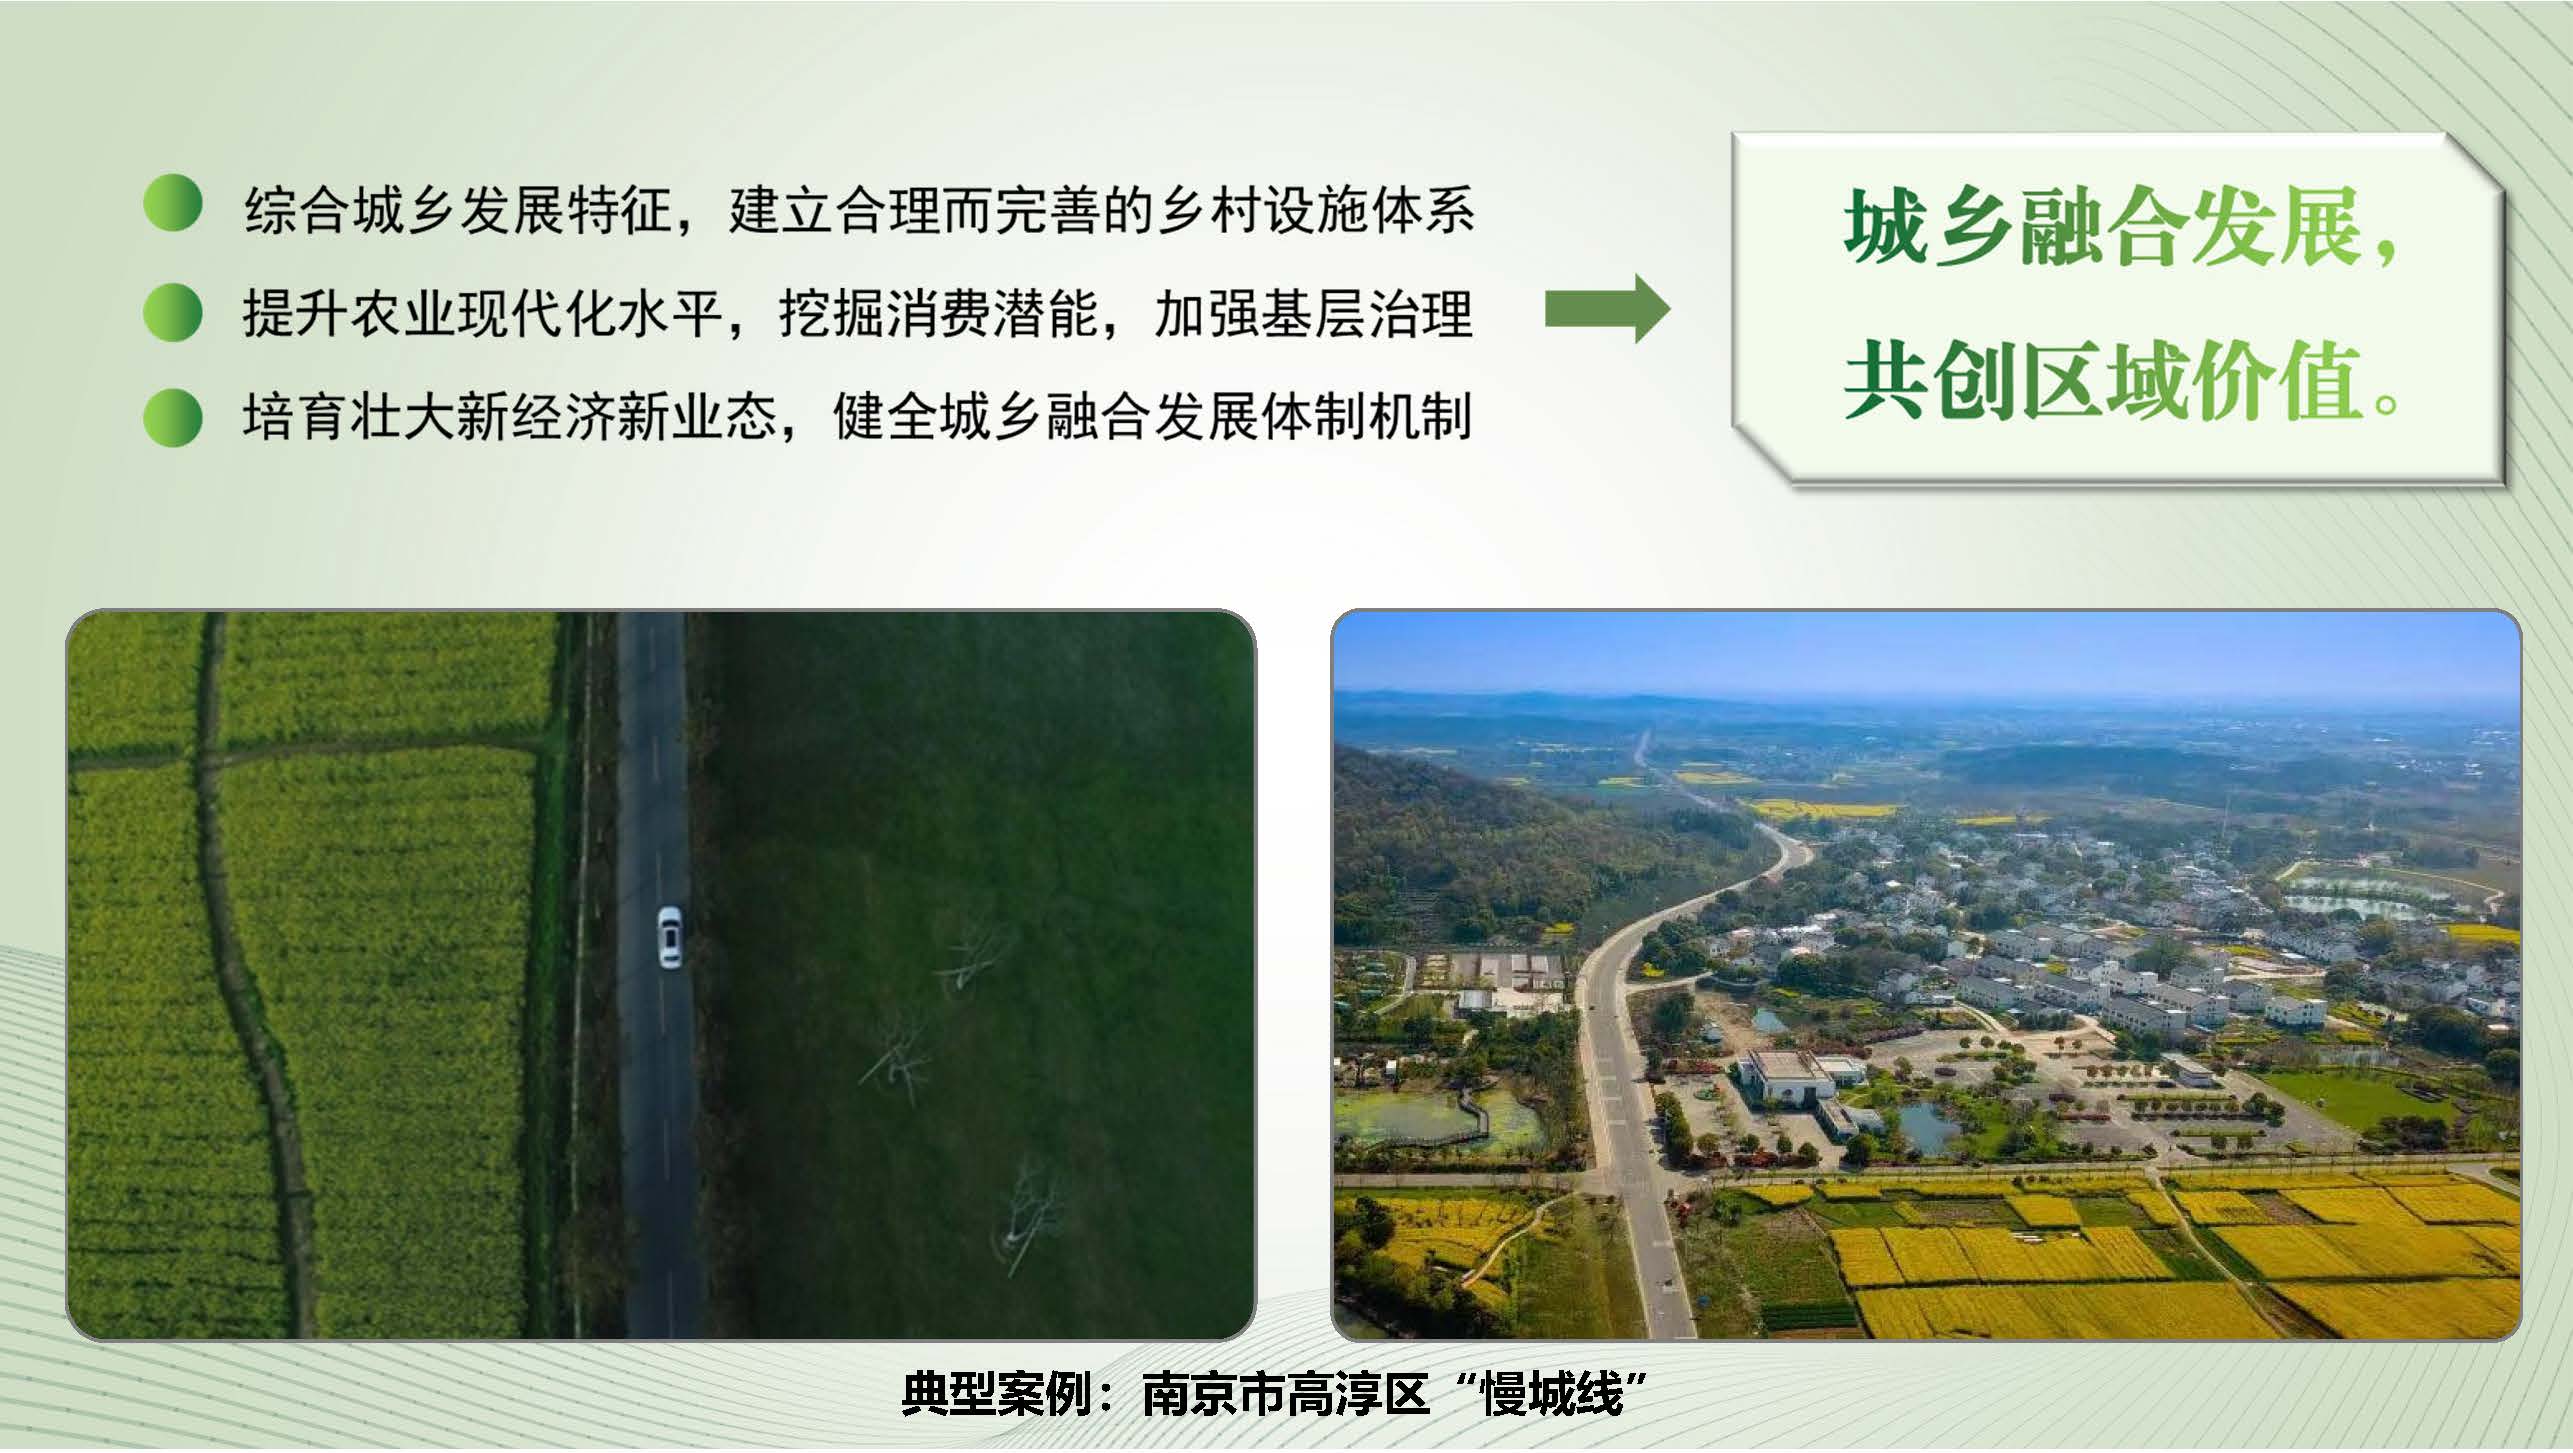 综合城乡发展特征，建立合理而完善的乡村设施体系
提升农业现代化水平，挖掘消费潜能，加强基层治理
培育壮大新经济新业态，健全城乡融合发展体制机制
城乡融合发展，
共创区域价值。
典型案例：南京市高淳区“慢城线”